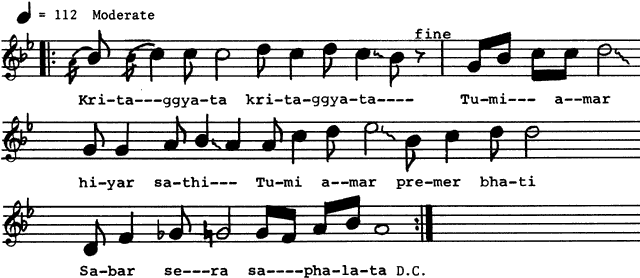 = 112 Moderate
fine
Kri-ta---ggya-ta kri-ta-ggya-ta---- Tu-mi--- a--mar
hi-yar sa-thi--- Tu-mi a--mar pre-mer bha-ti
Sa-bar se---ra sa----pha-la-ta D.C.